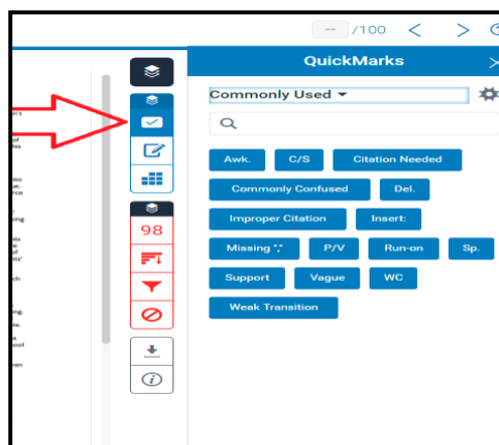 -- /100
QuickMarks
Commonly Used
Awk. C/S Citation Needed
Commonly Confused Del.
Improper Citation Insert:
98
Missing "," P/V Run-on Sp.
Support Vague WC
Weak Transition